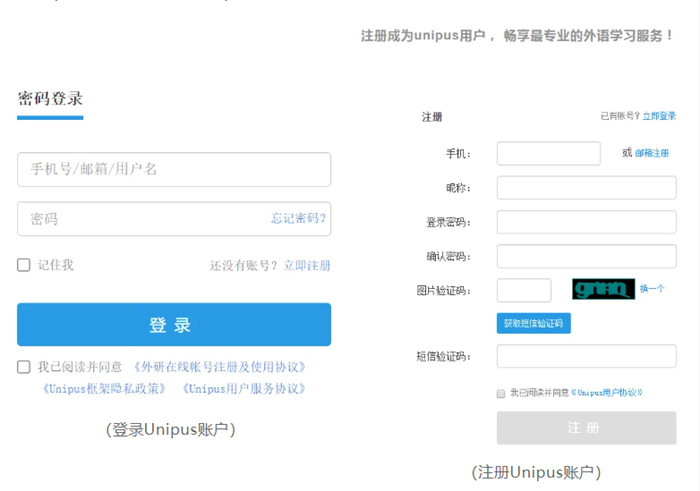 注册成为unipus用户，畅享最专业的外语学习服务！
密码登录
手机号/邮箱/用户名
密码 忘记密码?
记住我 还没有账号? 立即注册
登录
我已阅读并同意 《外研在线帐号注册及使用协议》
《Unipus框架隐私政策》 《Unipus用户服务协议》
(登录Unipus账户)
注册 已有账号? 立即登录
手机: 或 邮箱注册
昵称:
登录密码:
确认密码:
图片验证码: 换一个
获取短信验证码
短信验证码:
我已阅读并同意《Unipus用户协议》
注册
(注册Unipus账户)